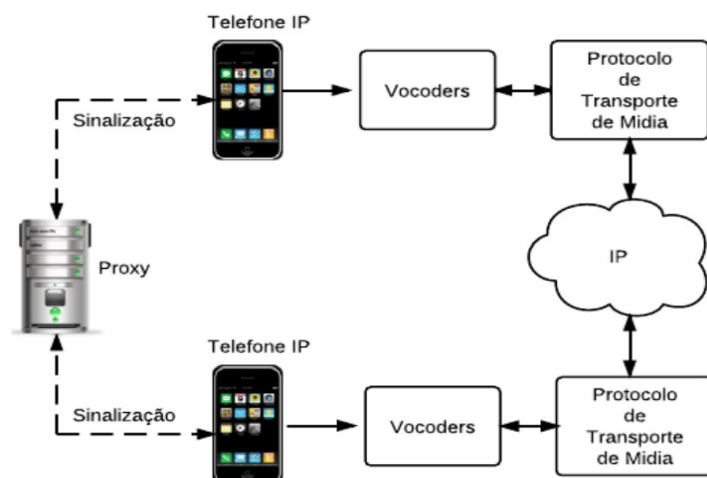 Telefone IP
Sinalização
Vocoders
Protocolo
de
Transporte
de Midia
Proxy
IP
Telefone IP
Sinalização
Vocoders
Protocolo
de
Transporte
de Midia